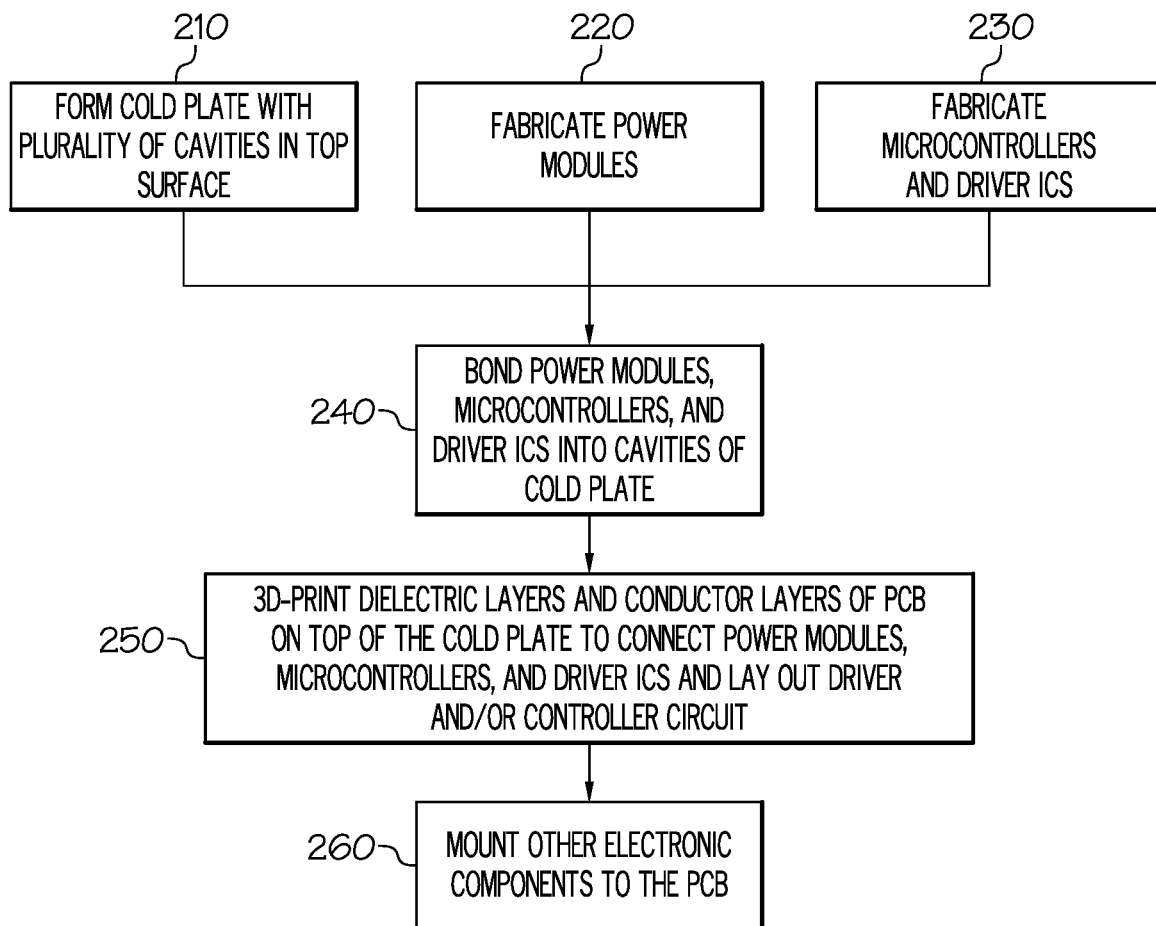 210
220
230
FORM COLD PLATE WITH
PLURALITY OF CAVITIES IN TOP
SURFACE
FABRICATE POWER
MODULES
FABRICATE
MICROCONTROLLERS
AND DRIVER ICS
240
BOND POWER MODULES,
MICROCONTROLLERS, AND
DRIVER ICS INTO CAVITIES OF
COLD PLATE
250
3D-PRINT DIELECTRIC LAYERS AND CONDUCTOR LAYERS OF PCB
ON TOP OF THE COLD PLATE TO CONNECT POWER MODULES,
MICROCONTROLLERS, AND DRIVER ICS AND LAY OUT DRIVER
AND/OR CONTROLLER CIRCUIT
260
MOUNT OTHER ELECTRONIC
COMPONENTS TO THE PCB